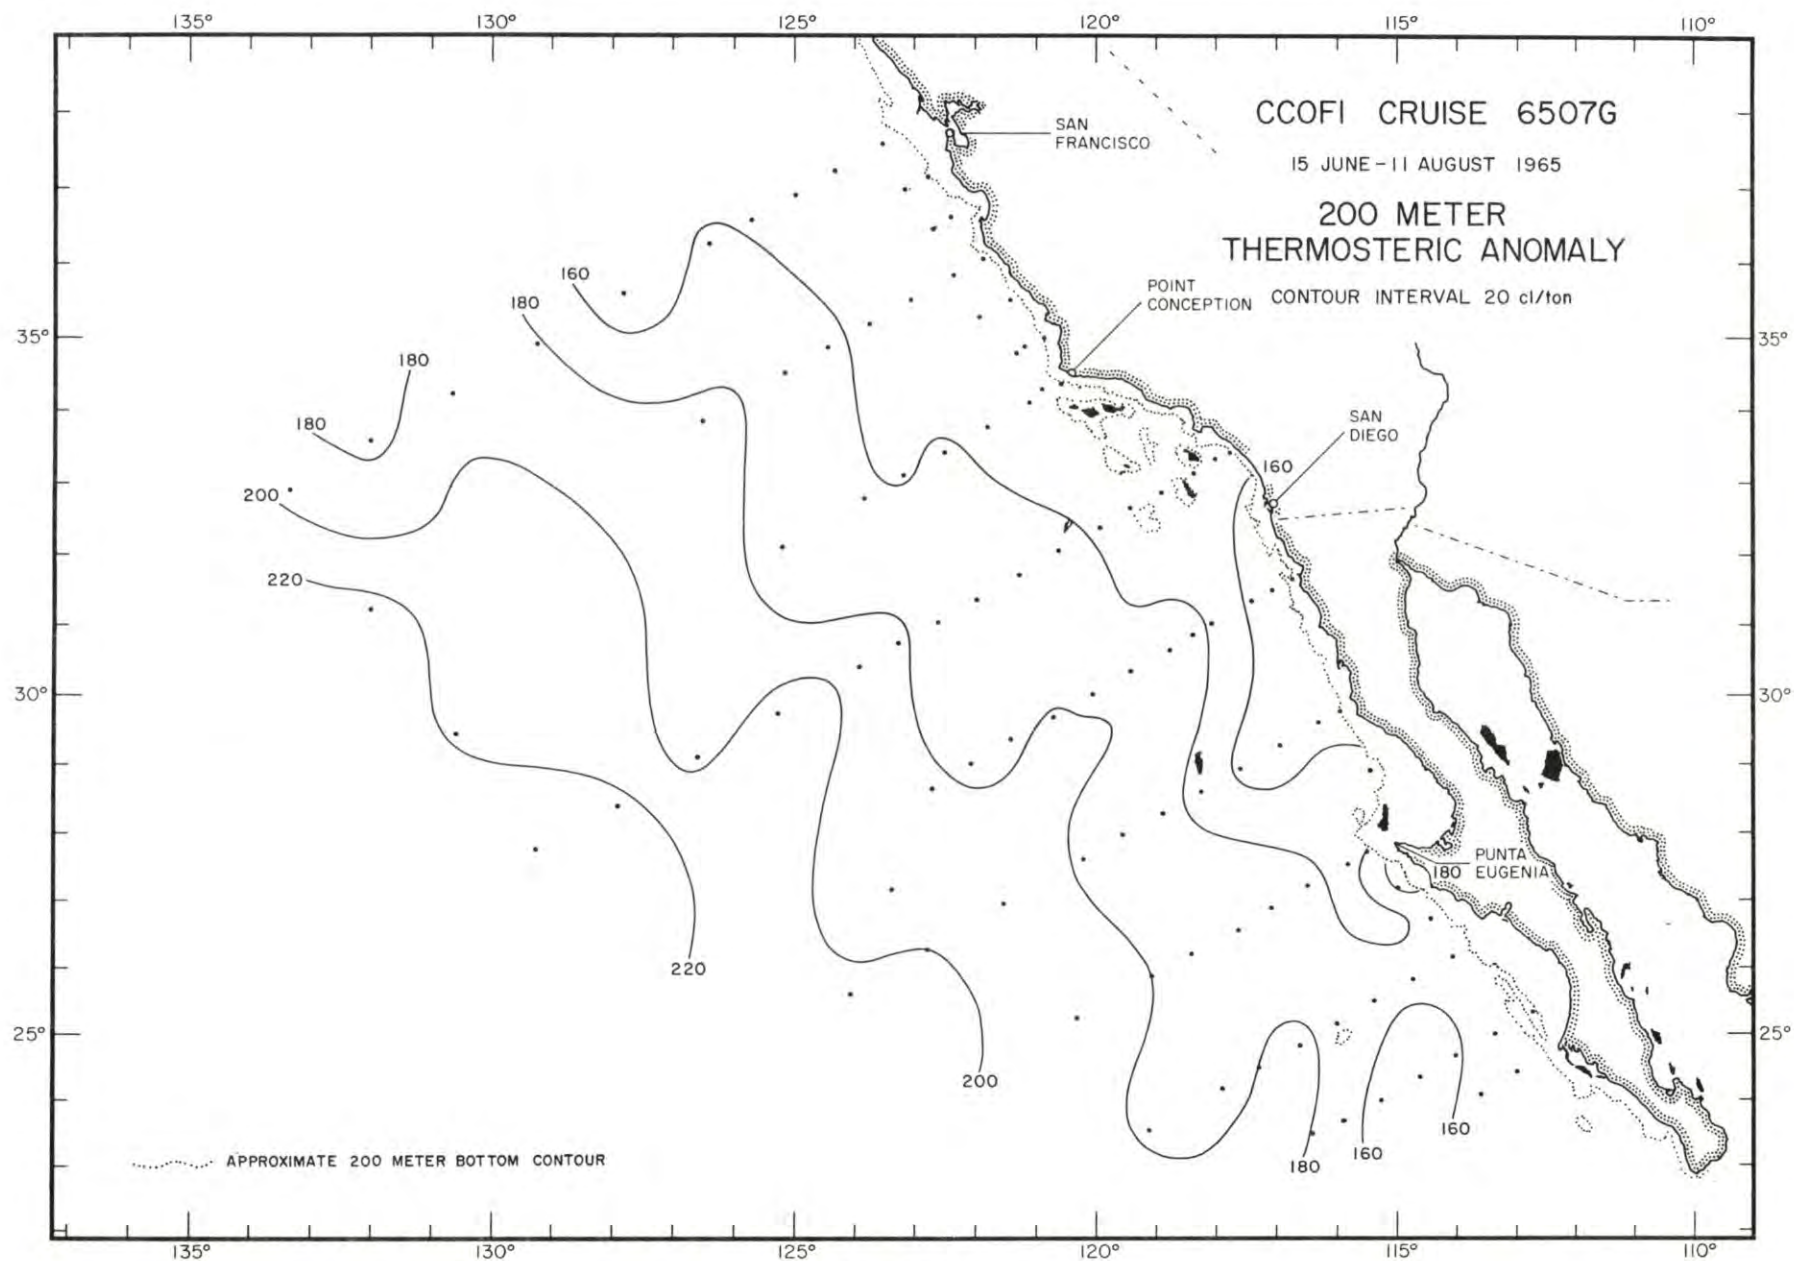 135° 130° 125° 120° 115° 110°
CCOFI CRUISE 6507G
SAN
FRANCISCO
15 JUNE-11 AUGUST 1965
200 METER
THERMOSTERIC ANOMALY
160
POINT
CONCEPTION
CONTOUR INTERVAL 20 cl/ton
180
35° 35°
180
SAN
DIEGO
180
160
200
220
30° 30°
PUNTA
EUGENIA
180
220
25° 25°
200
160
160
180
APPROXIMATE 200 METER BOTTOM CONTOUR
135° 130° 125° 120° 115° 110°